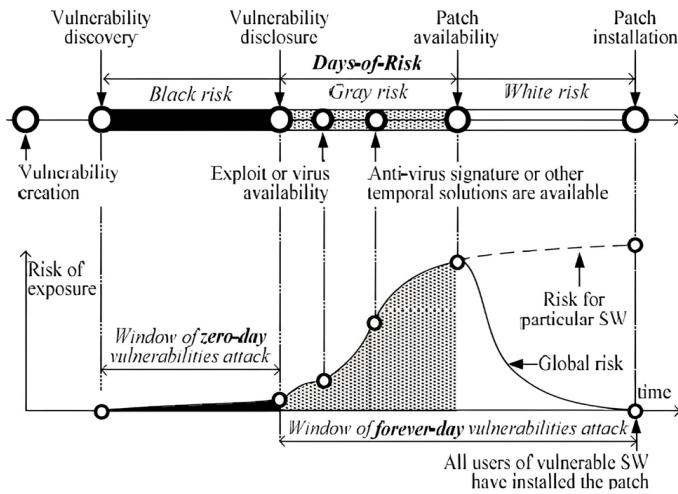 Vulnerability
discovery
Vulnerability
disclosure
Patch
availability
Patch
installation
Days-of-Risk
Black risk
Gray risk
White risk
Vulnerability
creation
Exploit or virus
availability
Anti-virus signature or other
temporal solutions are available
Risk of
exposure
Risk for
particular SW
Window of zero-day
vulnerabilities attack
Global risk
time
Window of forever-day vulnerabilities attack
All users of vulnerable SW
have installed the patch